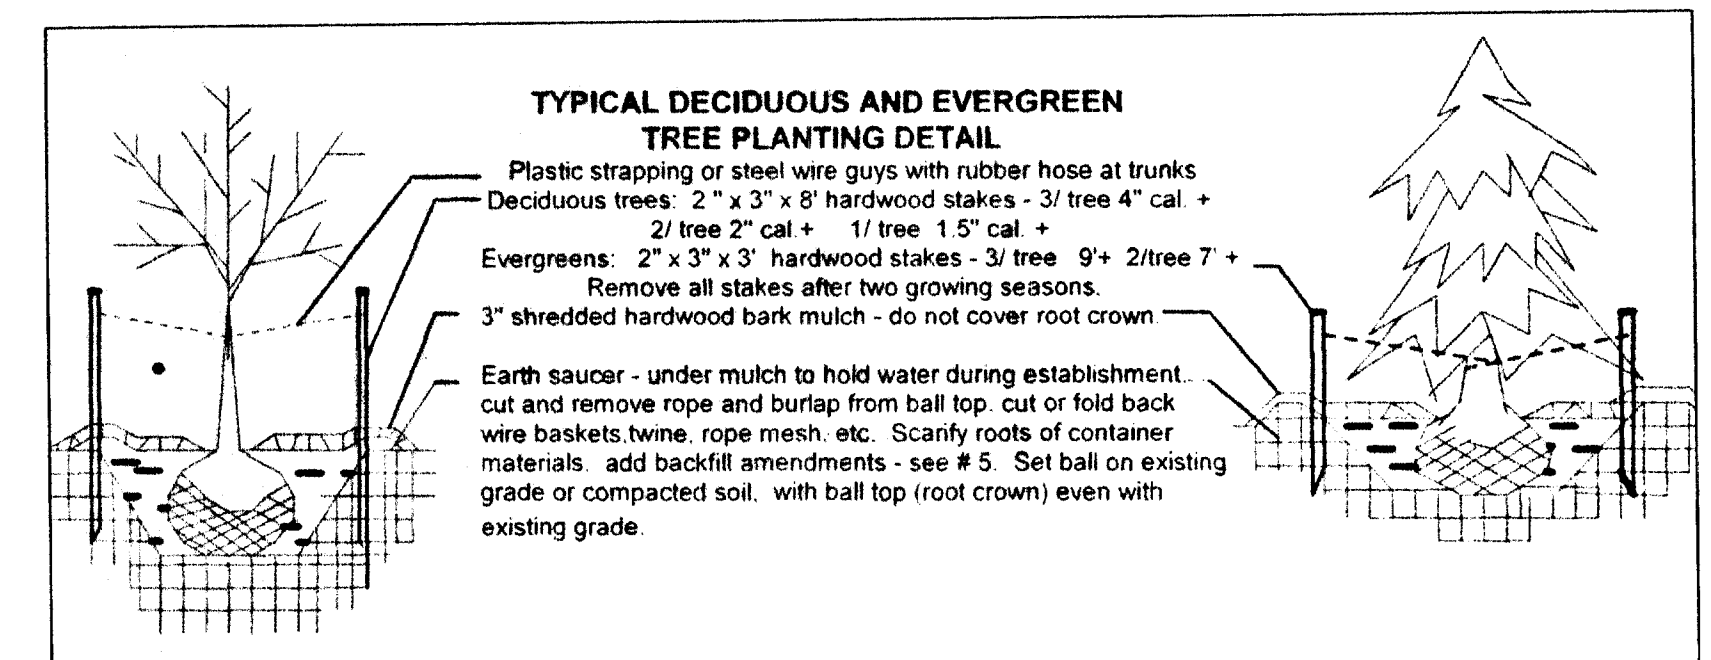 TYPICAL DECIDUOUS AND EVERGREEN
TREE PLANTING DETAIL
Plastic strapping or steel wire guys with rubber hose at trunks
Deciduous trees: 2 " x 3" x 8' hardwood stakes - 3/ tree 4" cal. +
2/ tree 2" cal.+ 1/ tree 1.5" cal. +
Evergreens: 2" x 3" x 3' hardwood stakes - 3/ tree 9'+ 2/tree 7' +
Remove all stakes after two growing seasons.
3" shredded hardwood bark mulch - do not cover root crown.
Earth saucer - under mulch to hold water during establishment..
cut and remove rope and burlap from ball top. cut or fold back
wire baskets,twine, rope mesh, etc. Scarify roots of container
materials. add backfill amendments - see # 5. Set ball on existing
grade or compacted soil, with ball top (root crown) even with
existing grade.